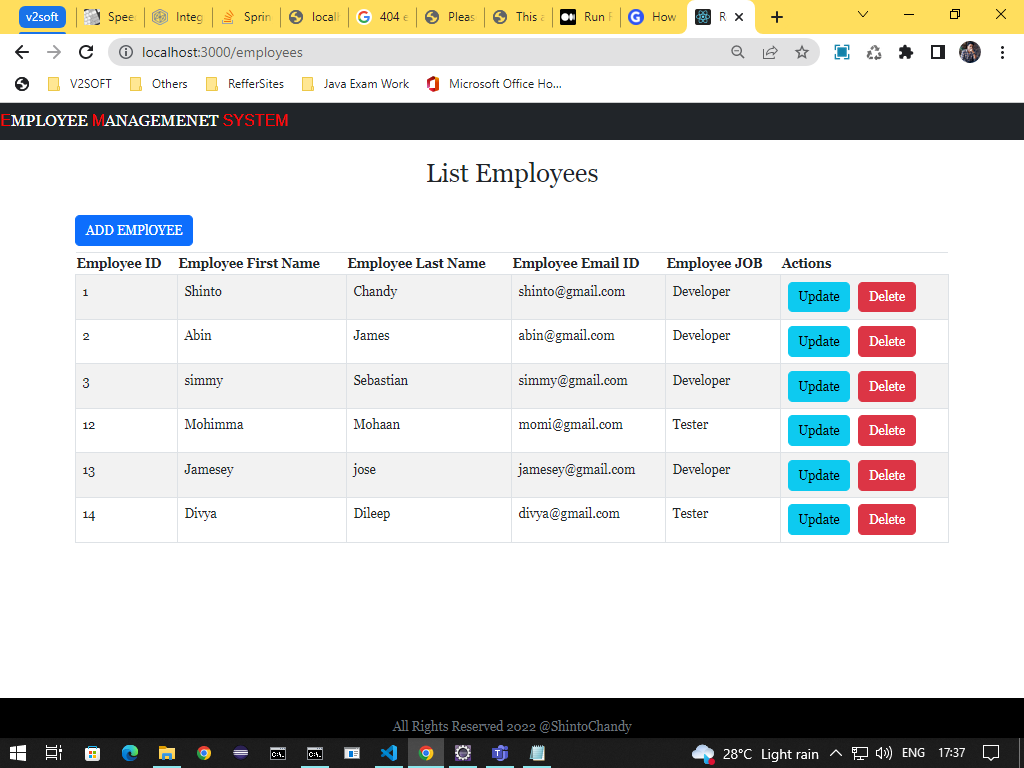 v2soft Spee Integ Sprin local 404 e Pleas This a Run F How R
localhost:3000/employees
V2SOFT Others RefferSites Java Exam Work Microsoft Office Ho...
EMPLOYEE MANAGEMENET SYSTEM
List Employees
ADD EMPlOYEE
Employee ID Employee First Name Employee Last Name Employee Email ID Employee JOB Actions
1 Shinto Chandy shinto@gmail.com Developer Update Delete
2 Abin James abin@gmail.com Developer Update Delete
3 simmy Sebastian simmy@gmail.com Developer Update Delete
12 Mohimma Mohaan momi@gmail.com Tester Update Delete
13 Jamesey jose jamesey@gmail.com Developer Update Delete
14 Divya Dileep divya@gmail.com Tester Update Delete
All Rights Reserved 2022 @ShintoChandy
28°C Light rain ENG 17:37